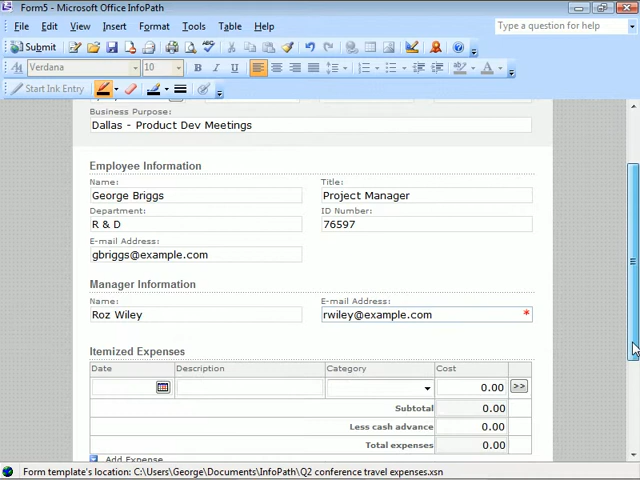 Form5 - Microsoft Office InfoPath
File Edit View Insert Format Tools Table Help
Type a question for help
Submit
Verdana 10 B I U
Start Ink Entry
Business Purpose:
Dallas - Product Dev Meetings
Employee Information
Name: Title:
George Briggs Project Manager
Department: ID Number:
R & D 76597
E-mail Address:
gbriggs@example.com
Manager Information
Name: E-mail Address:
Roz Wiley rwiley@example.com *
Itemized Expenses
Date Description Category Cost
0.00 >>
Subtotal 0.00
Less cash advance 0.00
Total expenses 0.00
Add Expense
Form template's location: C:\Users\George\Documents\InfoPath\Q2 conference travel expenses.xsn